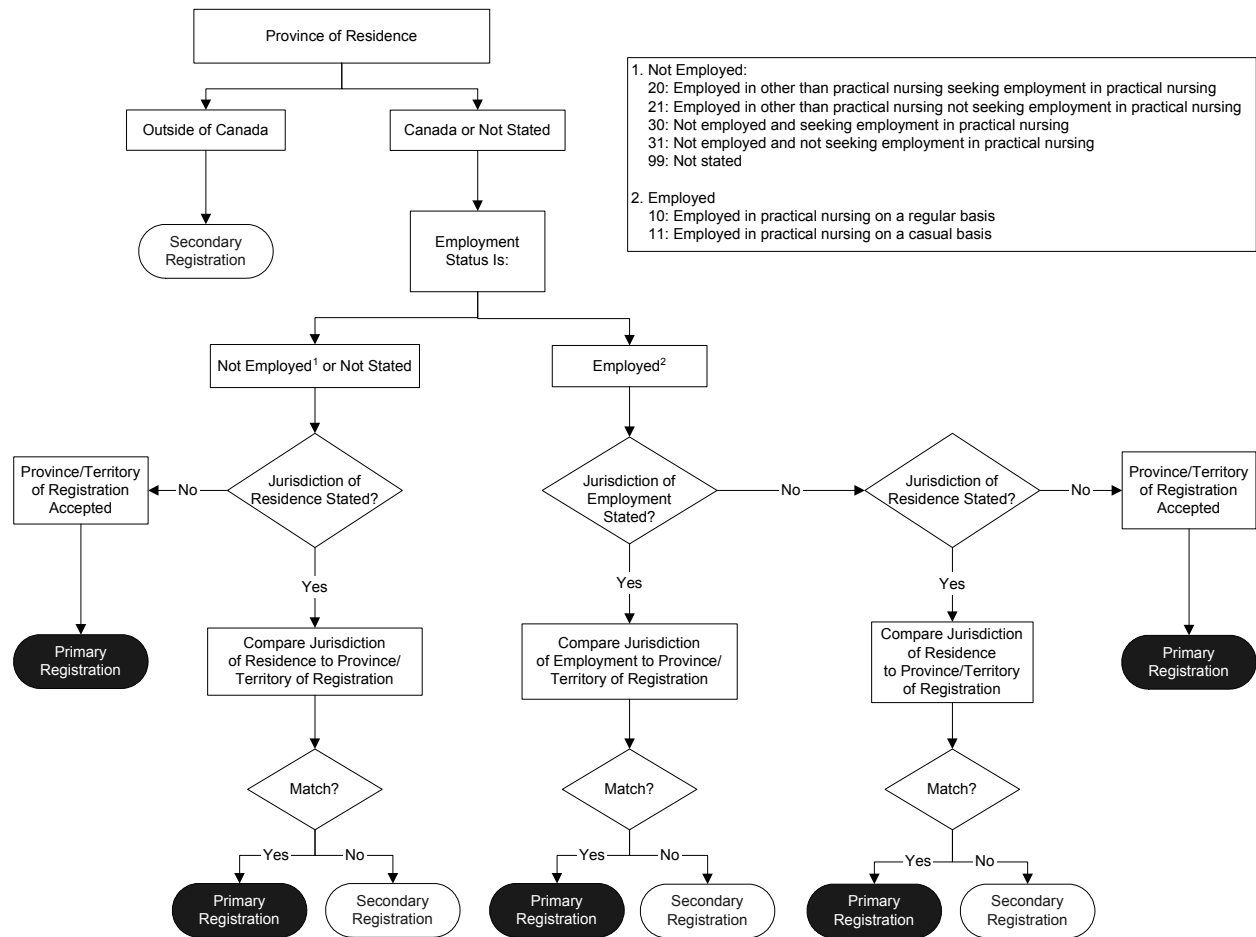 Province of Residence
1. Not Employed:
20: Employed in other than practical nursing seeking employment in practical nursing
21: Employed in other than practical nursing not seeking employment in practical nursing
30: Not employed and seeking employment in practical nursing
31: Not employed and not seeking employment in practical nursing
99: Not stated
2. Employed
10: Employed in practical nursing on a regular basis
11: Employed in practical nursing on a casual basis
Outside of Canada
Canada or Not Stated
Secondary
Registration
Employment
Status Is:
Not Employed1 or Not Stated
Employed2
Province/Territory
of Registration
Accepted
No
Jurisdiction of
Residence Stated?
Jurisdiction of
Employment
Stated?
No
Jurisdiction of
Residence Stated?
No
Province/Territory
of Registration
Accepted
Yes
Yes
Yes
Primary
Registration
Compare Jurisdiction
of Residence to Province/
Territory of Registration
Compare Jurisdiction
of Employment to Province/
Territory of Registration
Compare Jurisdiction
of Residence
to Province/Territory
of Registration
Primary
Registration
Match?
Match?
Match?
Yes
No
Yes
No
Yes
No
Primary
Registration
Secondary
Registration
Primary
Registration
Secondary
Registration
Primary
Registration
Secondary
Registration